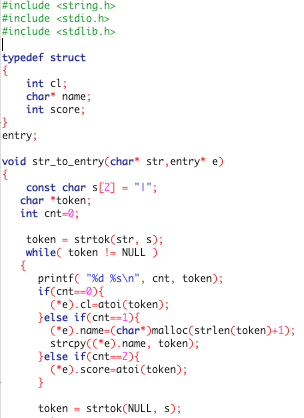 #include <string.h>
#include <stdio.h>
#include <stdlib.h>
typedef struct
{
int cl;
char* name;
int score;
}
entry;
void str_to_entry(char* str,entry* e)
{
const char s[2] = "|";
char *token;
int cnt=0;
token = strtok(str, s);
while( token != NULL )
{
printf( "%d %s\n", cnt, token);
if(cnt==0){
(*e).cl=atoi(token);
}else if(cnt==1){
(*e).name=(char*)malloc(strlen(token)+1);
strcpy((*e).name, token);
}else if(cnt==2){
(*e).score=atoi(token);
}
token = strtok(NULL, s);